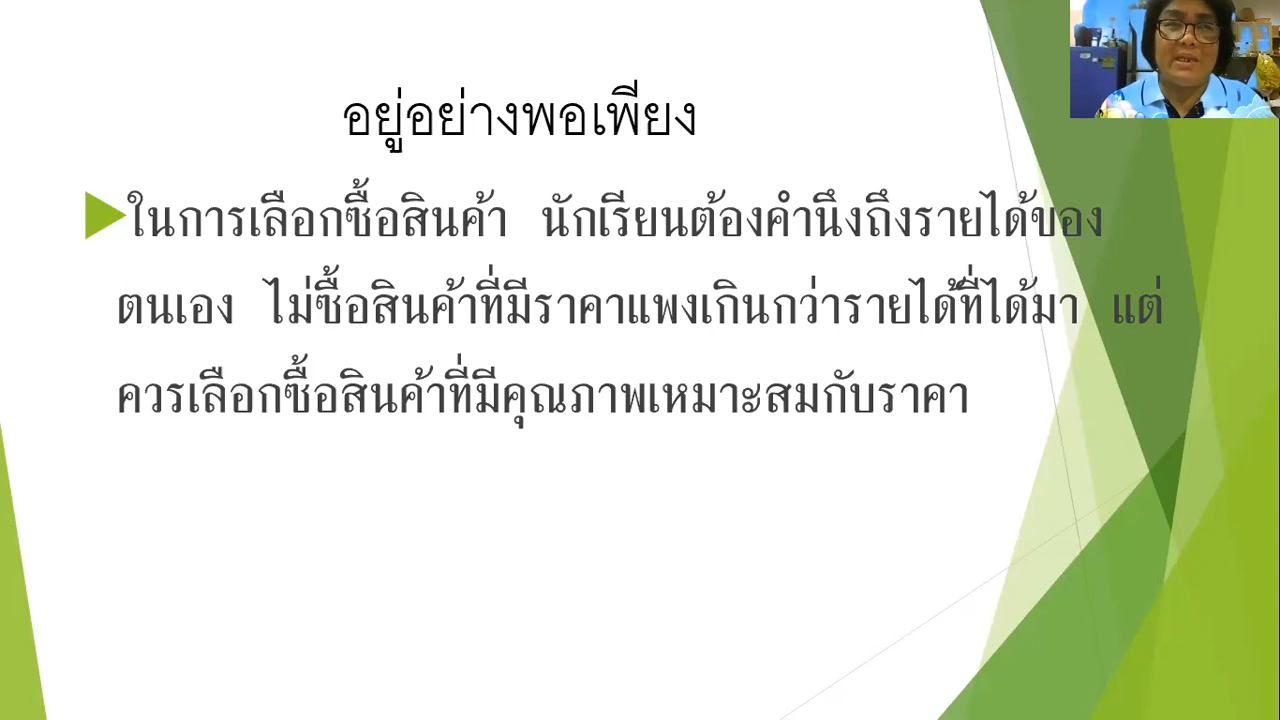 อยู่อย่างพอเพียง
ในการเลือกซื้อสินค้า นักเรียนต้องคำนึงถึงรายได้ของ
ตนเอง ไม่ซื้อสินค้าที่มีราคาแพงเกินกว่ารายได้ที่ได้มา แต่
ควรเลือกซื้อสินค้าที่มีคุณภาพเหมาะสมกับราคา